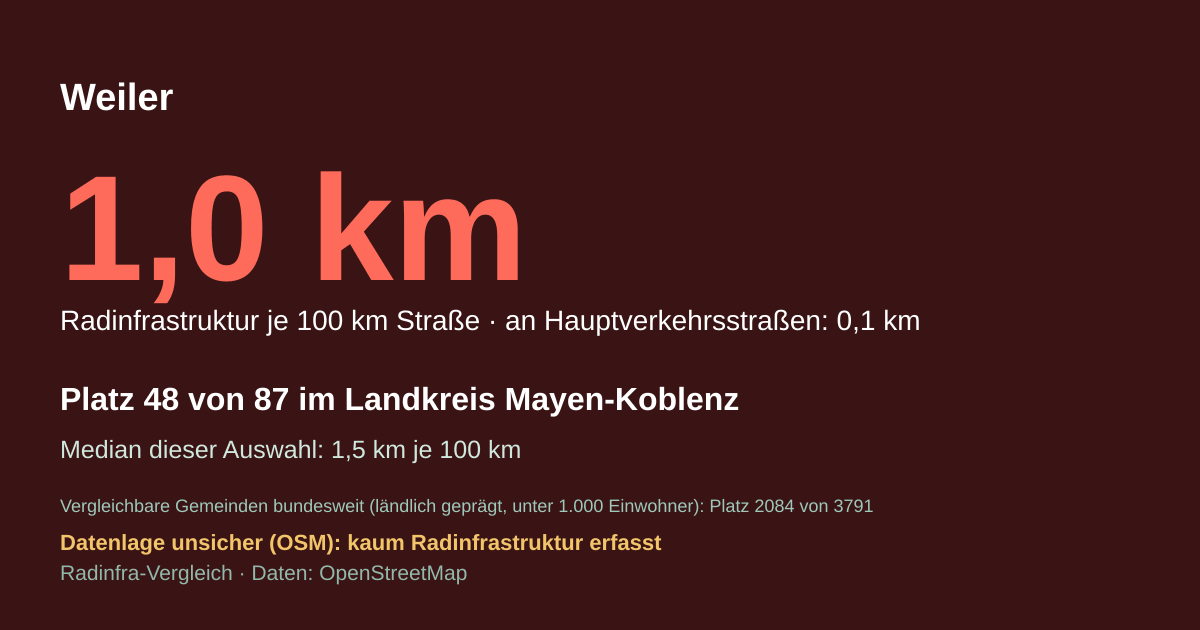 Weiler
1,0 km
Radinfrastruktur je 100 km Straße · an Hauptverkehrsstraßen: 0,1 km
Platz 48 von 87 im Landkreis Mayen-Koblenz
Median dieser Auswahl: 1,5 km je 100 km
Vergleichbare Gemeinden bundesweit (ländlich geprägt, unter 1.000 Einwohner): Platz 2084 von 3791
Datenlage unsicher (OSM): kaum Radinfrastruktur erfasst
Radinfra-Vergleich · Daten: OpenStreetMap